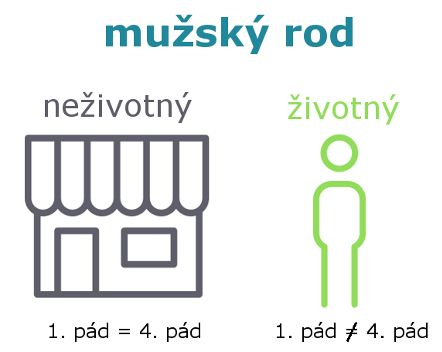 mužský rod
neživotný
životný
1. pád = 4. pád
1. pád ≠ 4. pád